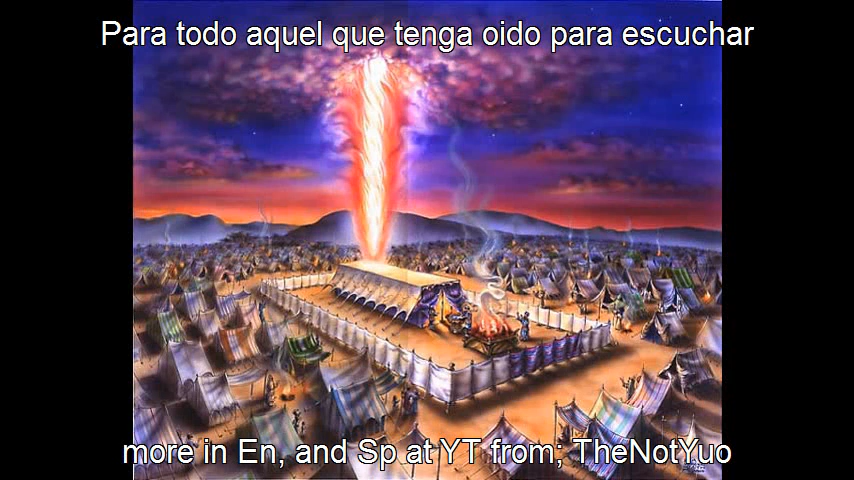 Para todo aquel que tenga oido para escuchar
more in En, and Sp at YT from; TheNotYuo